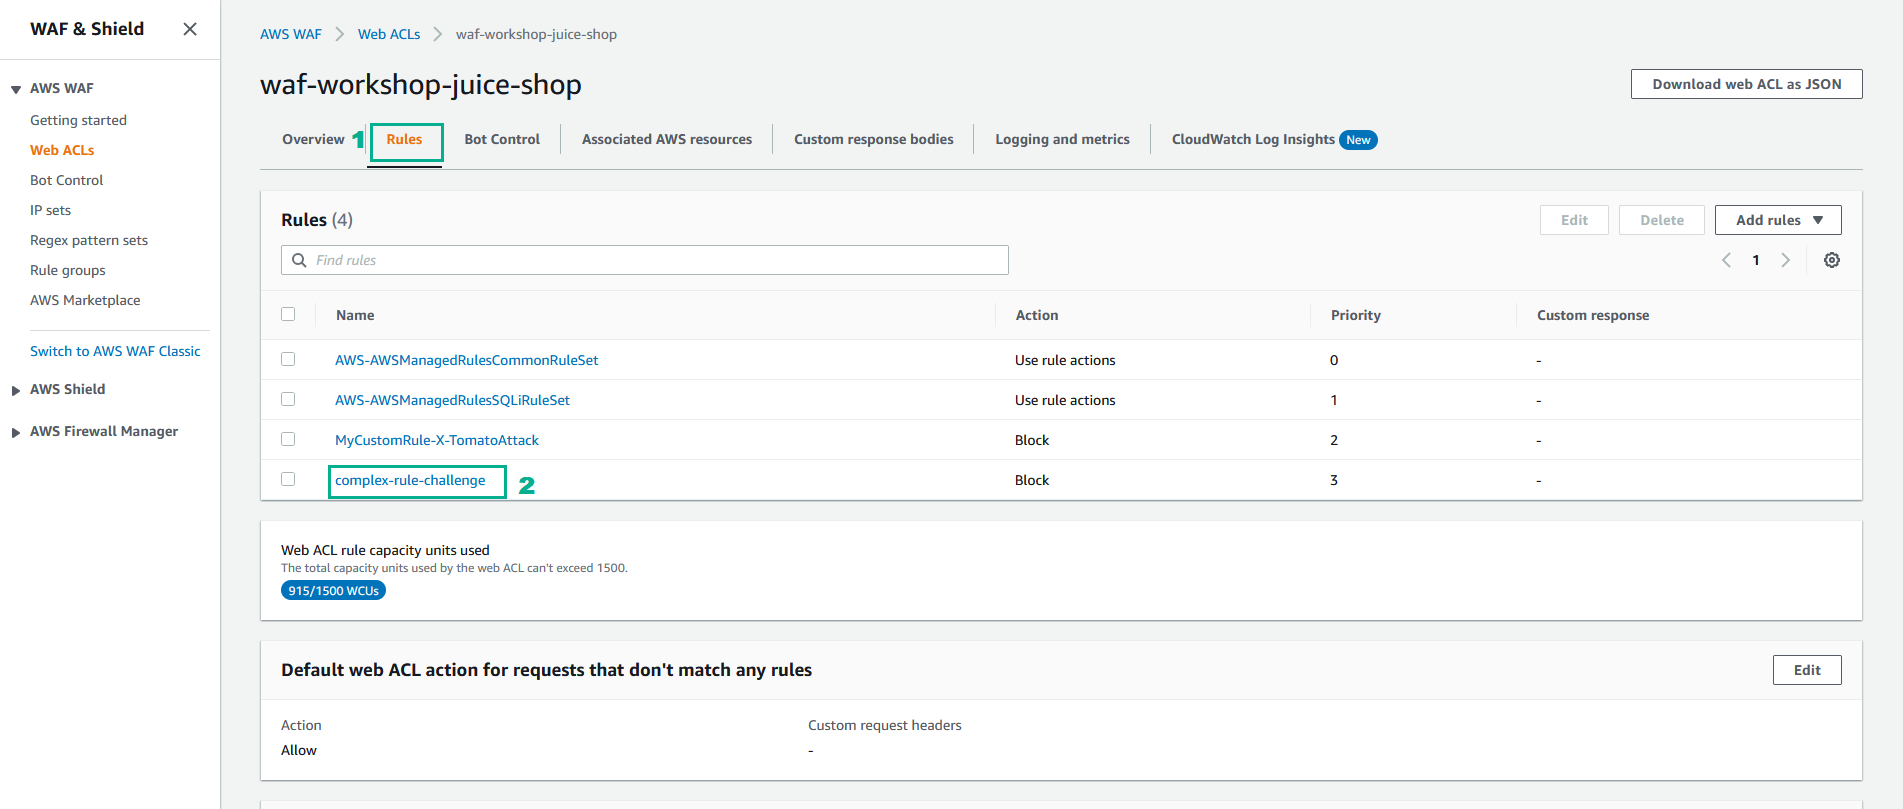 WAF & Shield
AWS WAF
Getting started
Web ACLs
Bot Control
IP sets
Regex pattern sets
Rule groups
AWS Marketplace
Switch to AWS WAF Classic
AWS Shield
AWS Firewall Manager
AWS WAF > Web ACLs > waf-workshop-juice-shop
waf-workshop-juice-shop
Download web ACL as JSON
Overview 1 Rules Bot Control Associated AWS resources Custom response bodies Logging and metrics CloudWatch Log Insights New
Rules (4)
Edit Delete Add rules
Find rules
1
Name Action Priority Custom response
AWS-AWSManagedRulesCommonRuleSet Use rule actions 0 -
AWS-AWSManagedRulesSQLiRuleSet Use rule actions 1 -
MyCustomRule-X-TomatoAttack Block 2 -
complex-rule-challenge 2 Block 3 -
Web ACL rule capacity units used
The total capacity units used by the web ACL can't exceed 1500.
915/1500 WCUs
Default web ACL action for requests that don't match any rules
Edit
Action Custom request headers
Allow -